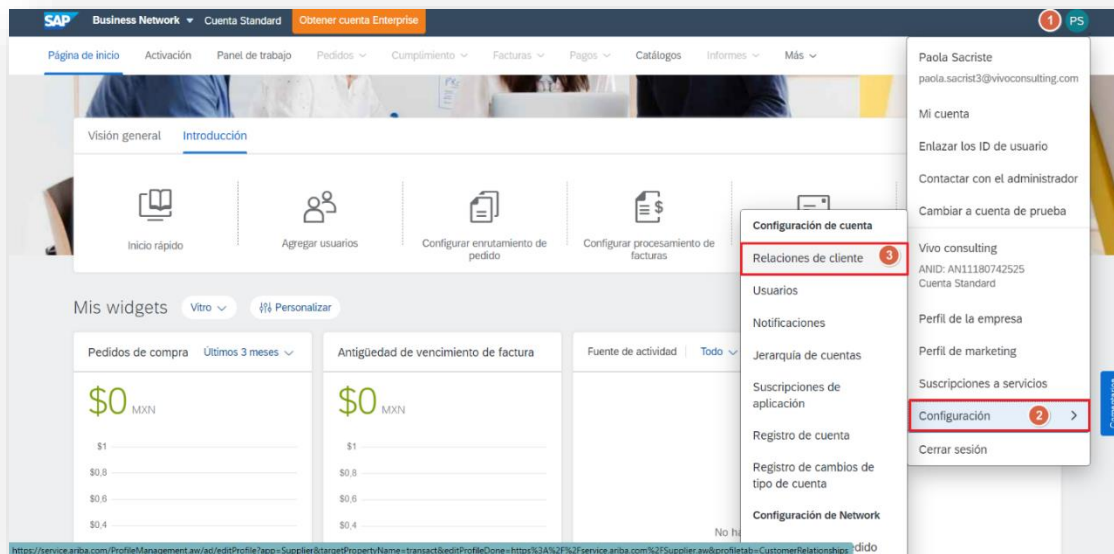 SAP Business Network Cuenta Standard Obtener cuenta Enterprise 1 PS
Página de inicio Activación Panel de trabajo Pedidos Cumplimiento Facturas Pagos Catálogos Informes Más
Visión general Introducción
Inicio rápido
Agregar usuarios
Configurar enrutamiento de
pedido
Configurar procesamiento de
facturas
Mis widgets Vitro Personalizar
Pedidos de compra Últimos 3 meses
$0 MXN
$1
$0,8
$0,6
$0,4
Antigüedad de vencimiento de factura
$0 MXN
$1
$0,8
$0,6
$0,4
Fuente de actividad Todo
Configuración de cuenta
Relaciones de cliente 3
Usuarios
Notificaciones
Jerarquía de cuentas
Suscripciones de
aplicación
Registro de cuenta
Registro de cambios de
tipo de cuenta
Configuración de Network
Paola Sacriste
paola.sacrist3@vivoconsulting.com
Mi cuenta
Enlazar los ID de usuario
Contactar con el administrador
Cambiar a cuenta de prueba
Vivo consulting
ANID: AN11180742525
Cuenta Standard
Perfil de la empresa
Perfil de marketing
Suscripciones a servicios
Configuración 2
Cerrar sesión
https://service.ariba.com/ProfileManagement.aw/ad/editProfile?app=Supplier&targetPropertyName=transact&editProfileDone=https%3A%2F%2Fservice.ariba.com%2FSupplier.aw&profiletab=CustomerRelationships